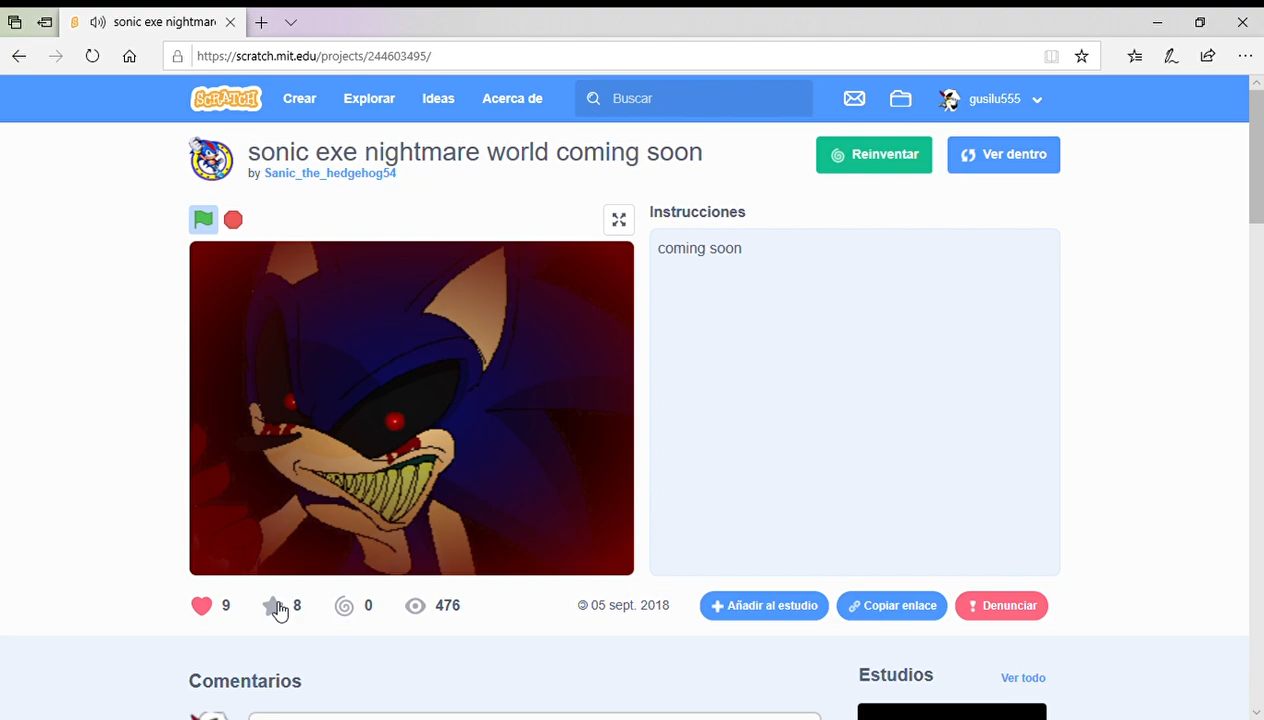 sonic exe nightmare
https://scratch.mit.edu/projects/244603495/
SCRATCH Crear Explorar Ideas Acerca de Buscar gusilu555
sonic exe nightmare world coming soon
by Sanic_the_hedgehog54
Reinventar Ver dentro
Instrucciones
coming soon
9 8 0 476 05 sept. 2018 Añadir al estudio Copiar enlace Denunciar
Comentarios
Estudios Ver todo